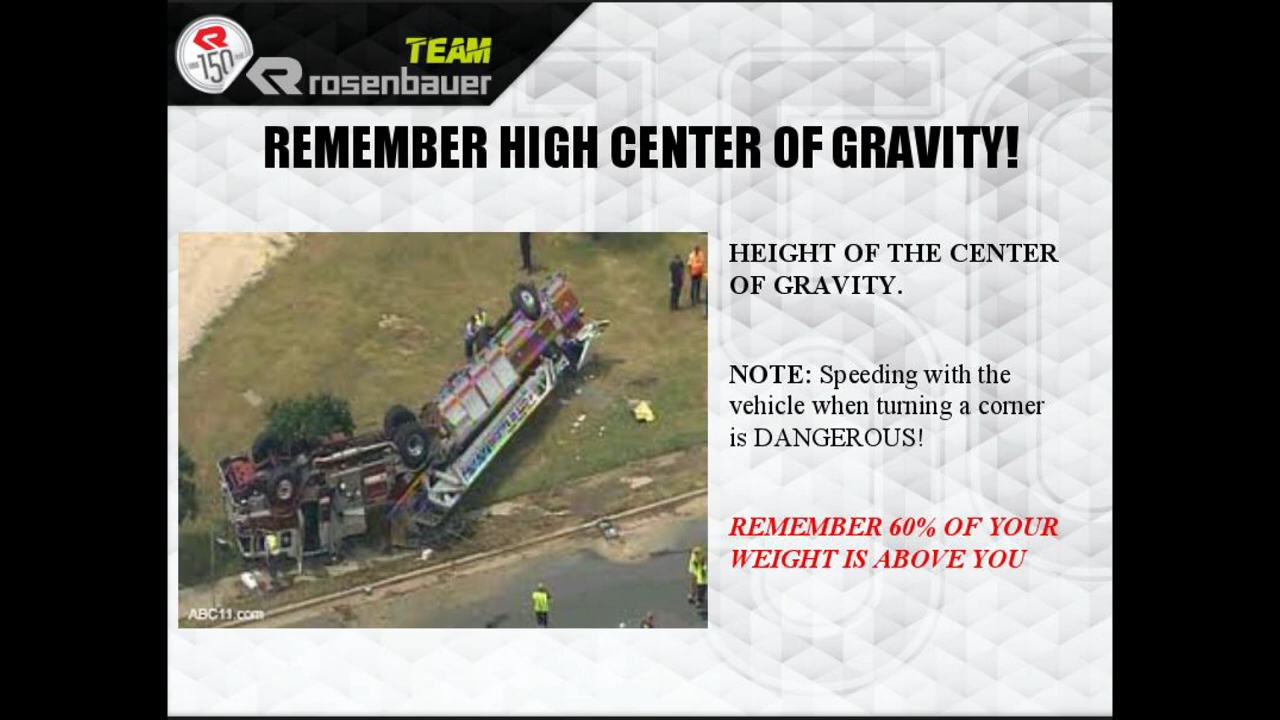 150
TEAM
rosenbauer
REMEMBER HIGH CENTER OF GRAVITY!
HEIGHT OF THE CENTER
OF GRAVITY.
NOTE: Speeding with the
vehicle when turning a corner
is DANGEROUS!
REMEMBER 60% OF YOUR
WEIGHT IS ABOVE YOU
ABC11.com